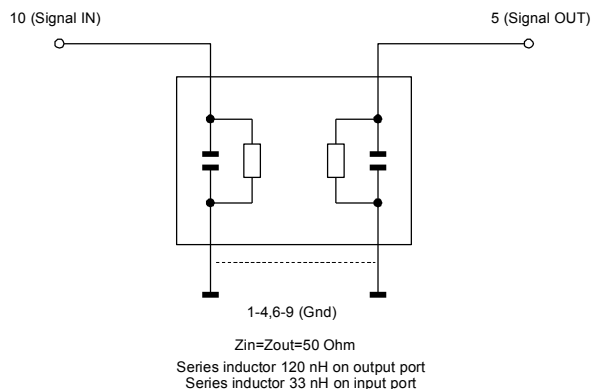 10 (Signal IN)
5 (Signal OUT)
1-4,6-9 (Gnd)
Zin=Zout=50 Ohm
Series inductor 120 nH on output port
Series inductor 33 nH on input port